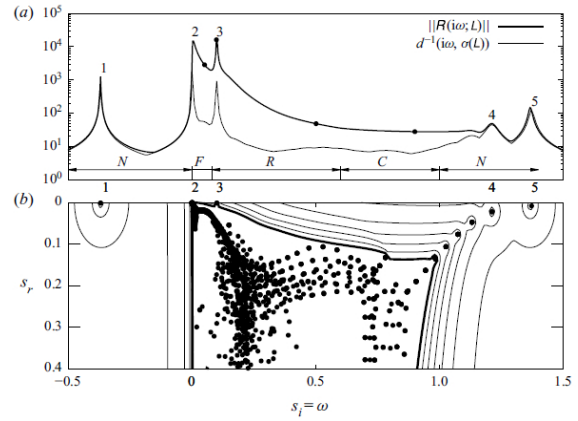 (a)
10⁵
10⁴
10³
10²
10¹
10⁰
||R(iω; L)||
d⁻¹(iω, σ(L))
1
2
3
4
5
N
F
R
C
N
1
2
3
4
5
(b)
0
0.1
0.2
0.3
0.4
s_r
−0.5
0
0.5
1.0
1.5
s_i = ω